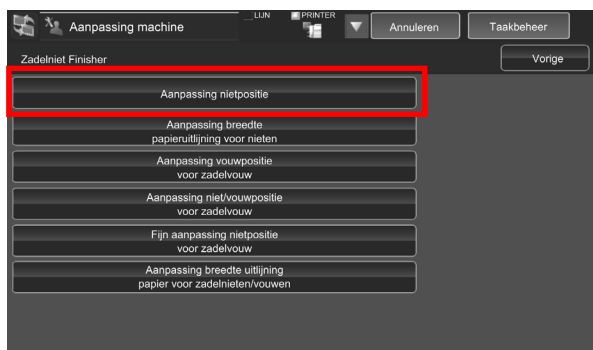 Aanpassing machine
LIJN
PRINTER
Annuleren
Taakbeheer
Zadelniet Finisher
Vorige
Aanpassing nietpositie
Aanpassing breedte
papieruitlijning voor nieten
Aanpassing vouwpositie
voor zadelvouw
Aanpassing niet/vouwpositie
voor zadelvouw
Fijn aanpassing nietpositie
voor zadelvouw
Aanpassing breedte uitlijning
papier voor zadelnieten/vouwen